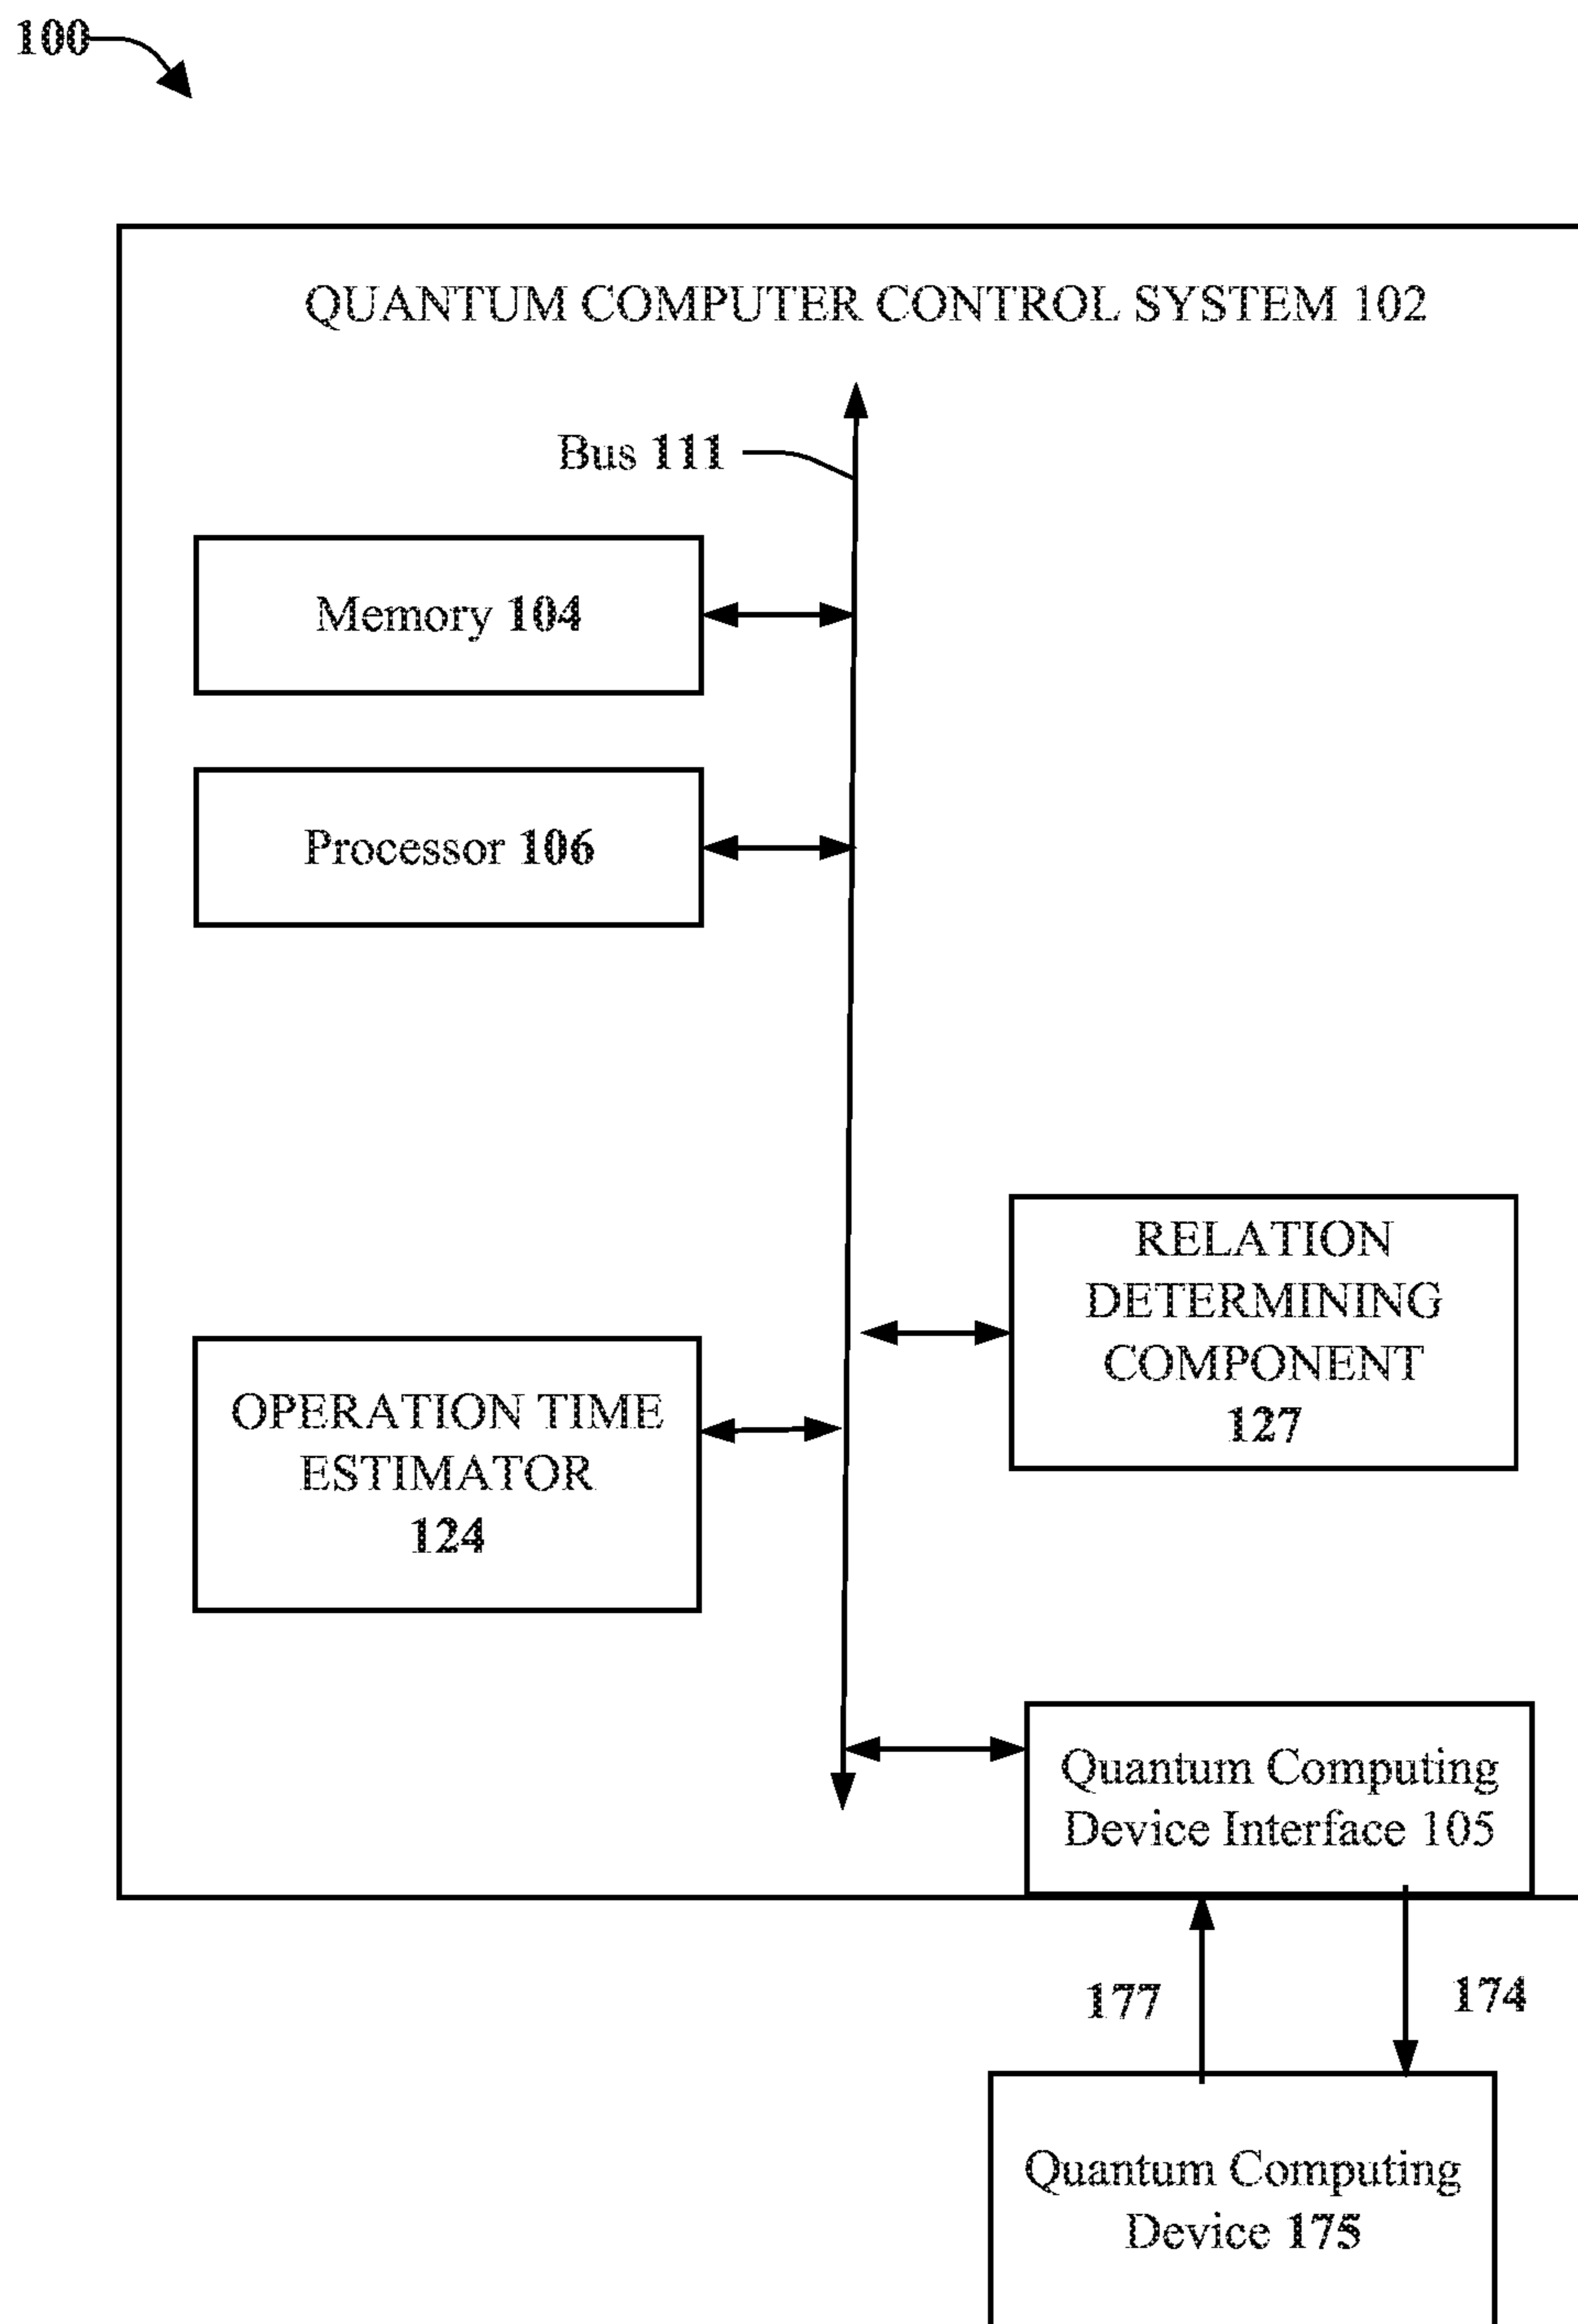 100
QUANTUM COMPUTER CONTROL SYSTEM 102
Bus 111
Memory 104
Processor 106
RELATION
DETERMINING
COMPONENT
127
OPERATION TIME
ESTIMATOR
124
Quantum Computing
Device Interface 105
177
174
Quantum Computing
Device 175